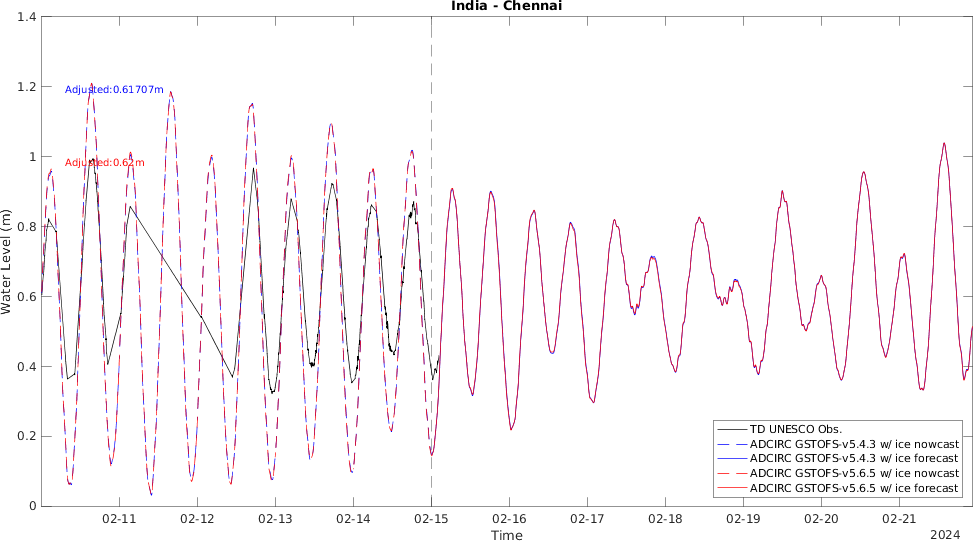 India - Chennai
1.4
1.2
1
0.8
0.6
0.4
0.2
0
Water Level (m)
Adjusted:0.61707m
Adjusted:0.62m
TD UNESCO Obs.
ADCIRC GSTOFS-v5.4.3 w/ ice nowcast
ADCIRC GSTOFS-v5.4.3 w/ ice forecast
ADCIRC GSTOFS-v5.6.5 w/ ice nowcast
ADCIRC GSTOFS-v5.6.5 w/ ice forecast
02-11 02-12 02-13 02-14 02-15 02-16 02-17 02-18 02-19 02-20 02-21
Time
2024